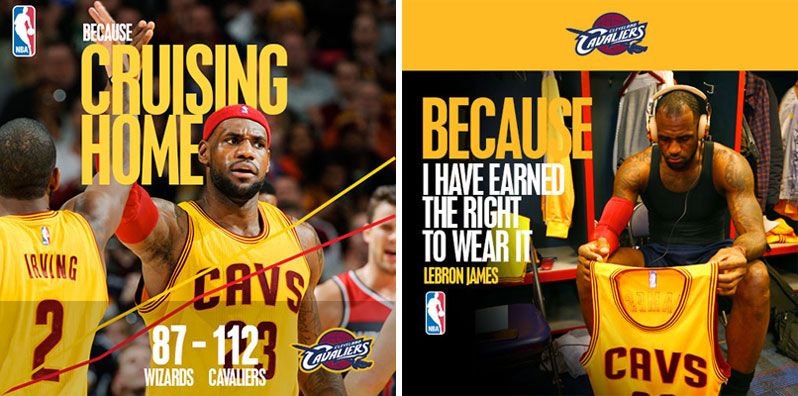 NBA
BECAUSE
CRUISING
HOME
IRVING
2
CAVS
23
87 - 112
WIZARDS CAVALIERS
CLEVELAND
CAVALIERS
CLEVELAND
CAVALIERS
BECAUSE
I HAVE EARNED
THE RIGHT
TO WEAR IT
LEBRON JAMES
NBA
CAVS